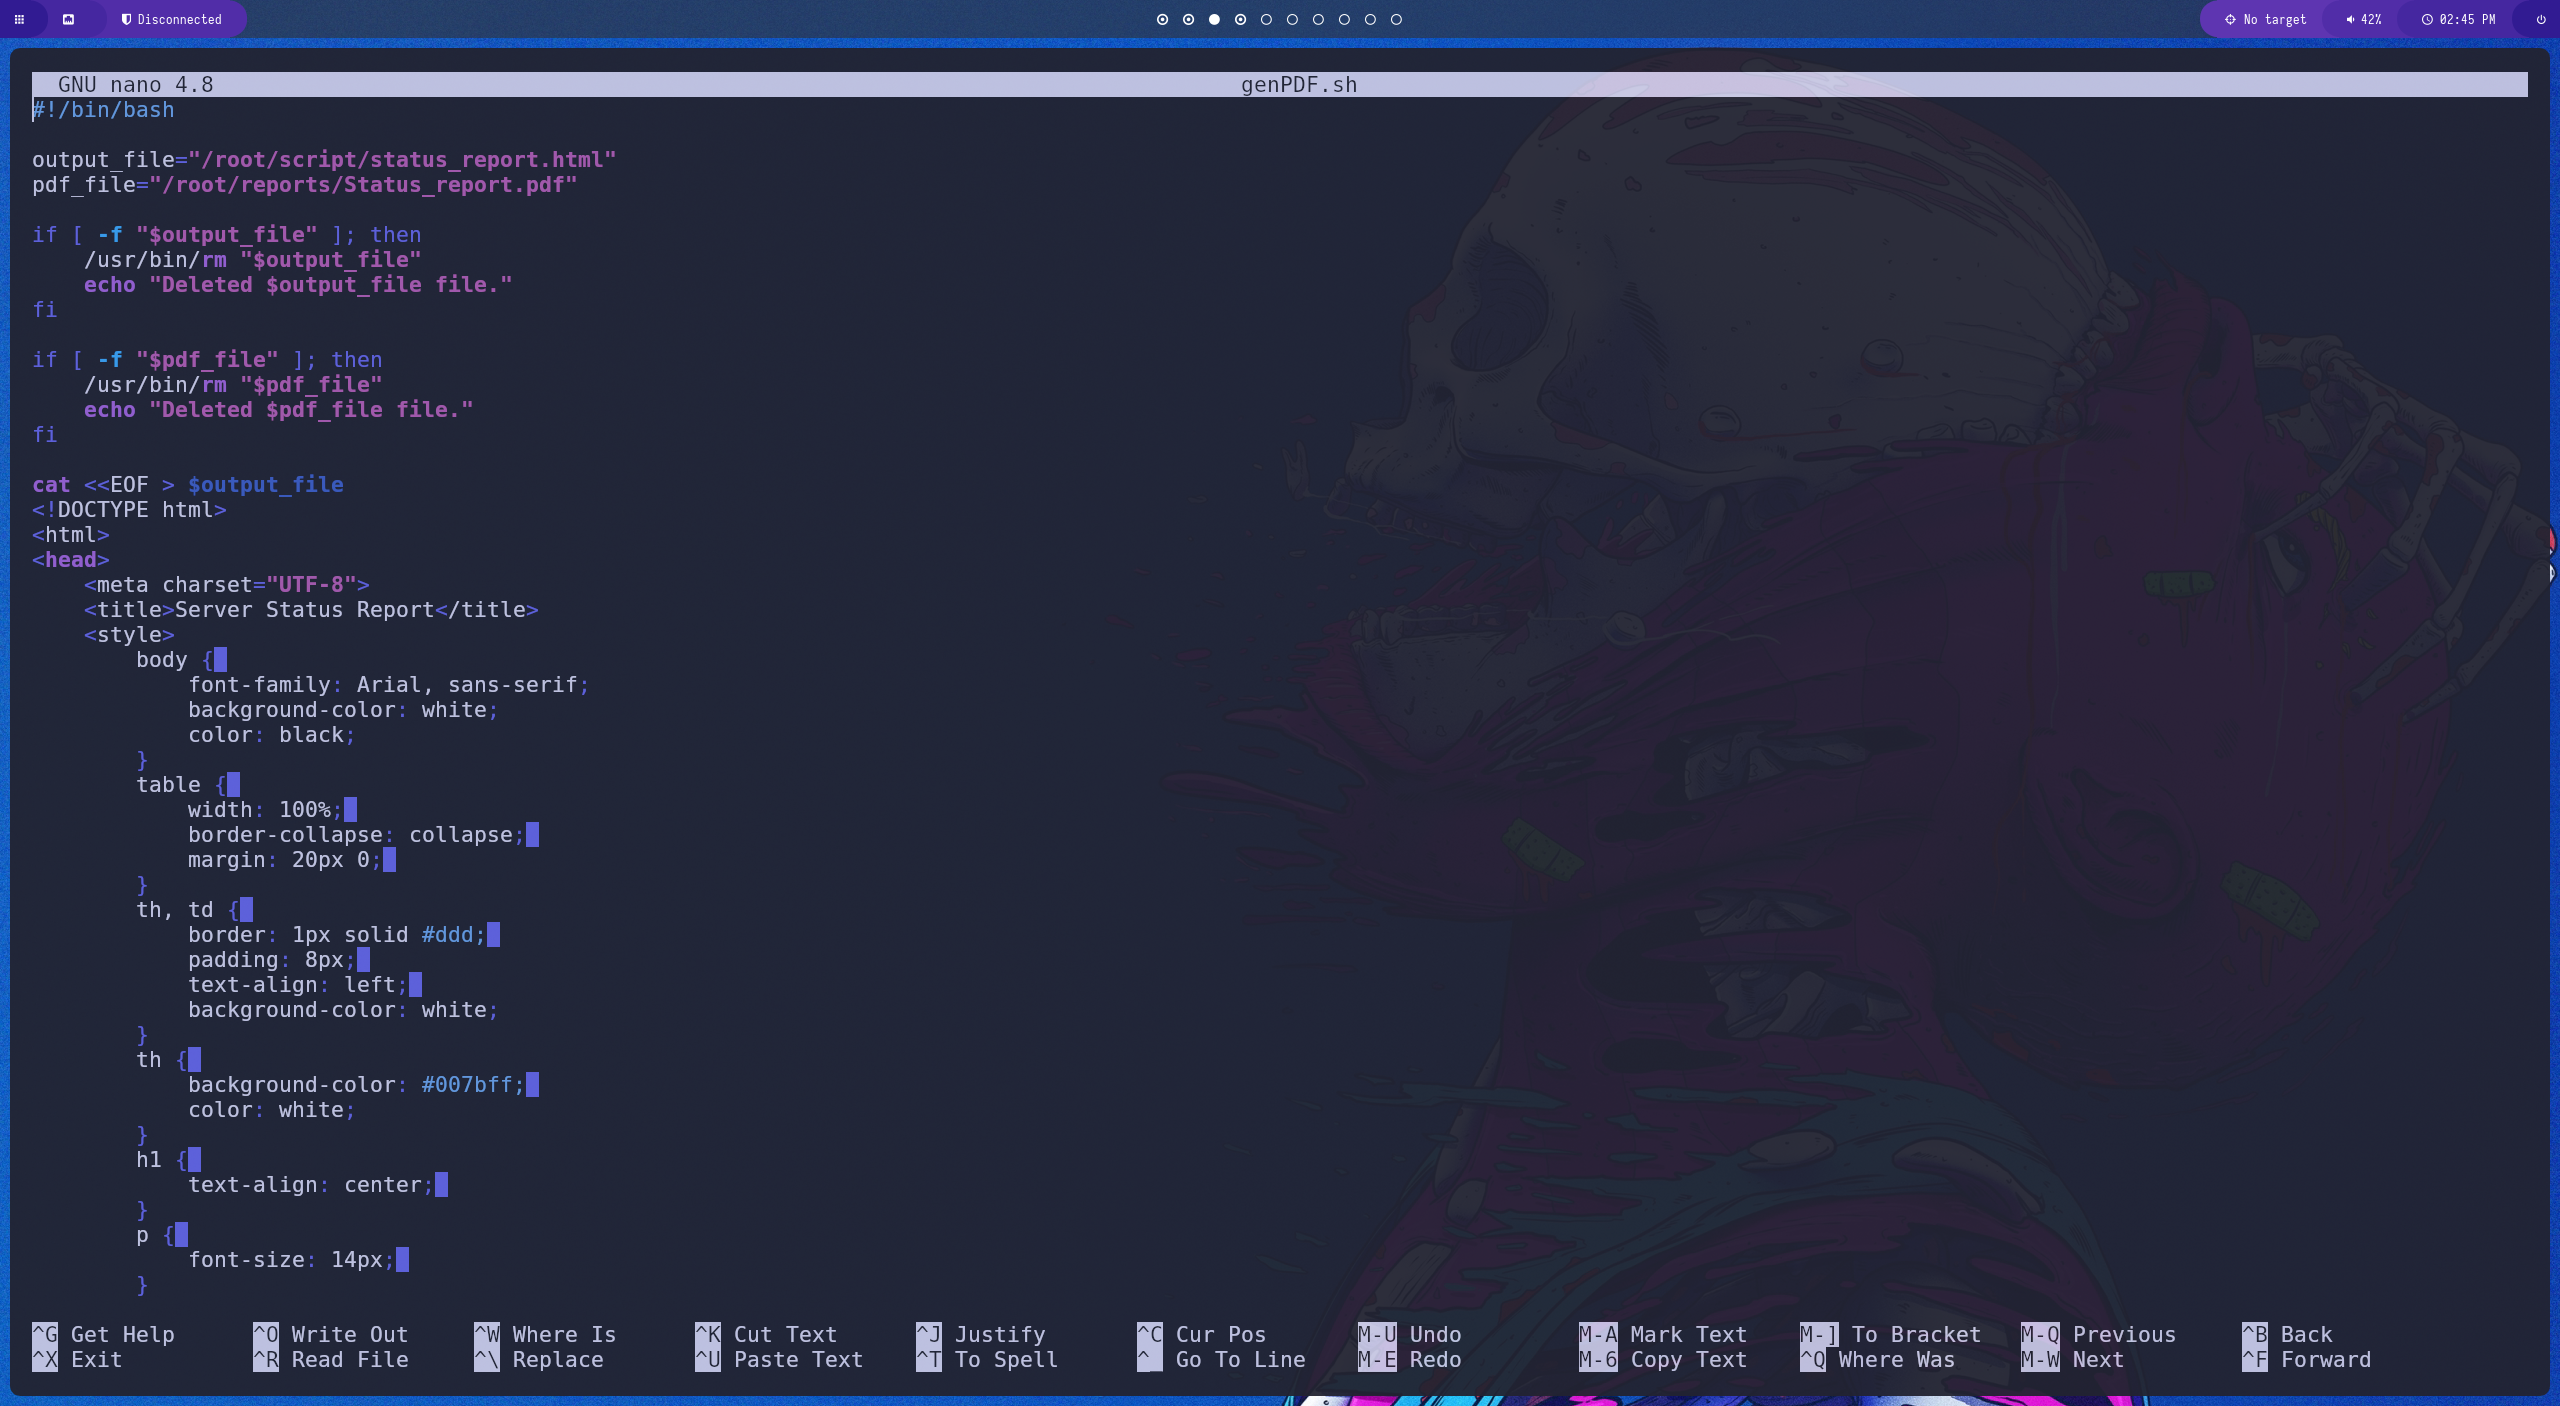 Disconnected No target 42% 02:45 PM
GNU nano 4.8 genPDF.sh
#!/bin/bash

output_file="/root/script/status_report.html"
pdf_file="/root/reports/Status_report.pdf"

if [ -f "$output_file" ]; then
    /usr/bin/rm "$output_file"
    echo "Deleted $output_file file."
fi

if [ -f "$pdf_file" ]; then
    /usr/bin/rm "$pdf_file"
    echo "Deleted $pdf_file file."
fi

cat <<EOF > $output_file
<!DOCTYPE html>
<html>
<head>
    <meta charset="UTF-8">
    <title>Server Status Report</title>
    <style>
        body {
            font-family: Arial, sans-serif;
            background-color: white;
            color: black;
        }
        table {
            width: 100%;
            border-collapse: collapse;
            margin: 20px 0;
        }
        th, td {
            border: 1px solid #ddd;
            padding: 8px;
            text-align: left;
            background-color: white;
        }
        th {
            background-color: #007bff;
            color: white;
        }
        h1 {
            text-align: center;
        }
        p {
            font-size: 14px;
        }
^G Get Help ^O Write Out ^W Where Is ^K Cut Text ^J Justify ^C Cur Pos M-U Undo M-A Mark Text M-] To Bracket M-Q Previous ^B Back
^X Exit ^R Read File ^\ Replace ^U Paste Text ^T To Spell ^_ Go To Line M-E Redo M-6 Copy Text ^Q Where Was M-W Next ^F Forward